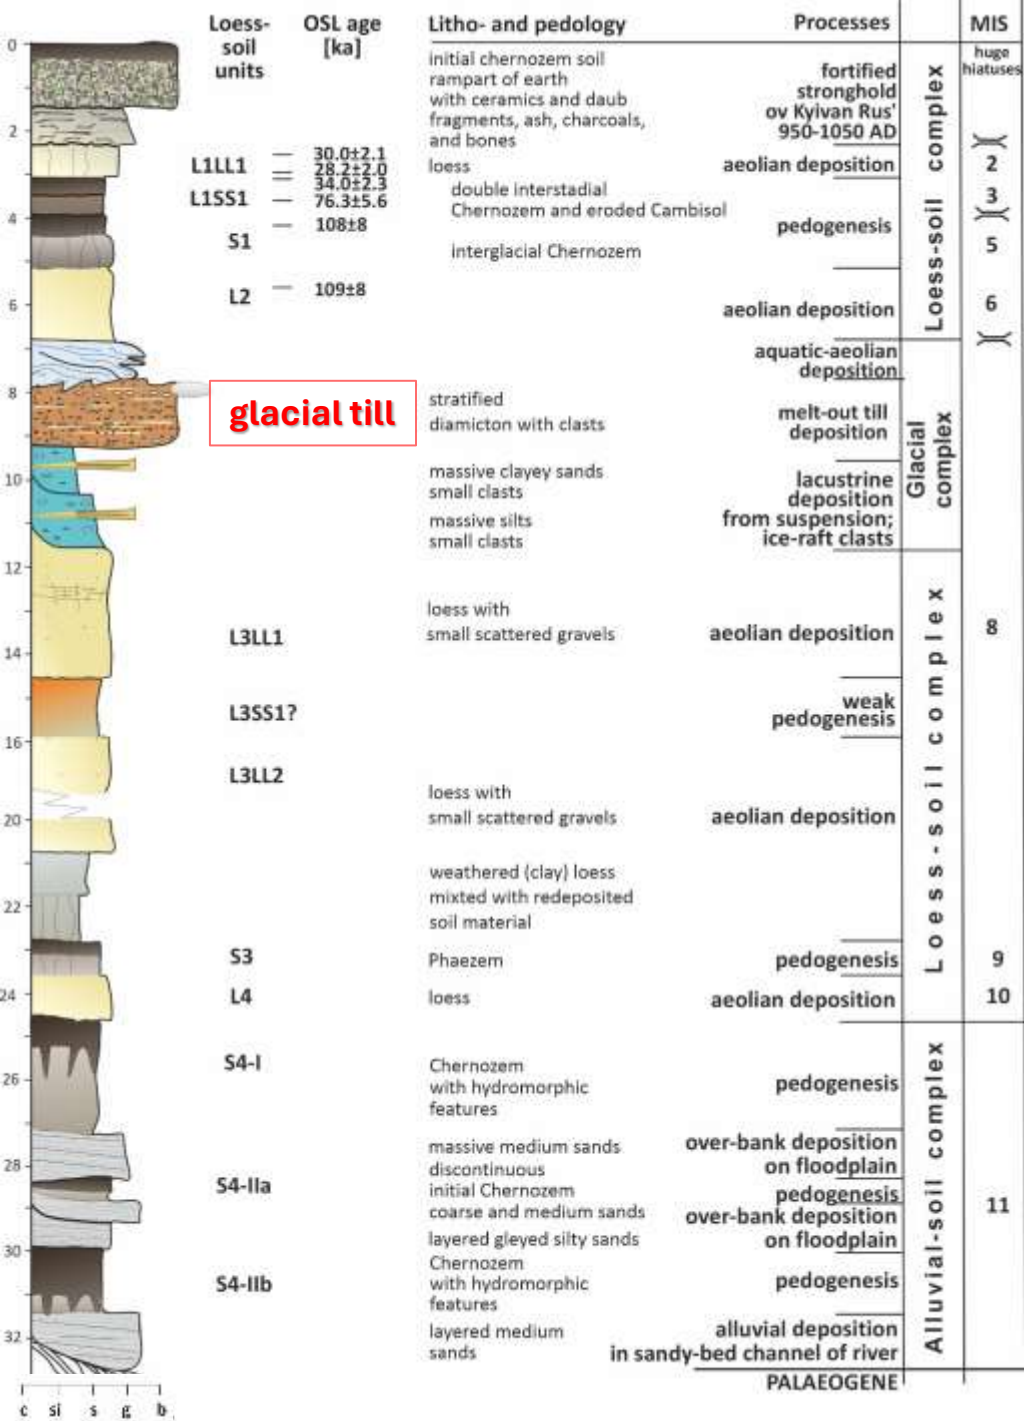 Loess-
soil
units
OSL age
[ka]
Litho- and pedology
Processes
MIS
0
2
4
6
8
10
12
14
16
20
22
24
26
28
30
32
c si s g b
L1LL1
L1SS1
S1
L2
L3LL1
L3SS1?
L3LL2
S3
L4
S4-I
S4-IIa
S4-IIb
30.0±2.1
28.2±2.0
34.0±2.3
76.3±5.6
108±8
109±8
glacial till
initial chernozem soil
rampart of earth
with ceramics and daub
fragments, ash, charcoals,
and bones
loess
double interstadial
Chernozem and eroded Cambisol
interglacial Chernozem
stratified
diamicton with clasts
massive clayey sands
small clasts
massive silts
small clasts
loess with
small scattered gravels
loess with
small scattered gravels
weathered (clay) loess
mixted with redeposited
soil material
Phaezem
loess
Chernozem
with hydromorphic
features
massive medium sands
discontinuous
initial Chernozem
coarse and medium sands
layered gleyed silty sands
Chernozem
with hydromorphic
features
layered medium
sands
fortified
stronghold
ov Kyivan Rus'
950-1050 AD
aeolian deposition
pedogenesis
aeolian deposition
aquatic-aeolian
deposition
melt-out till
deposition
lacustrine
deposition
from suspension;
ice-raft clasts
aeolian deposition
weak
pedogenesis
aeolian deposition
pedogenesis
aeolian deposition
pedogenesis
over-bank deposition
on floodplain
pedogenesis
over-bank deposition
on floodplain
pedogenesis
alluvial deposition
in sandy-bed channel of river
PALAEOGENE
Loess-soil complex
Glacial
complex
Loess-soil complex
Alluvial-soil complex
huge
hiatuses
2
3
5
6
8
9
10
11